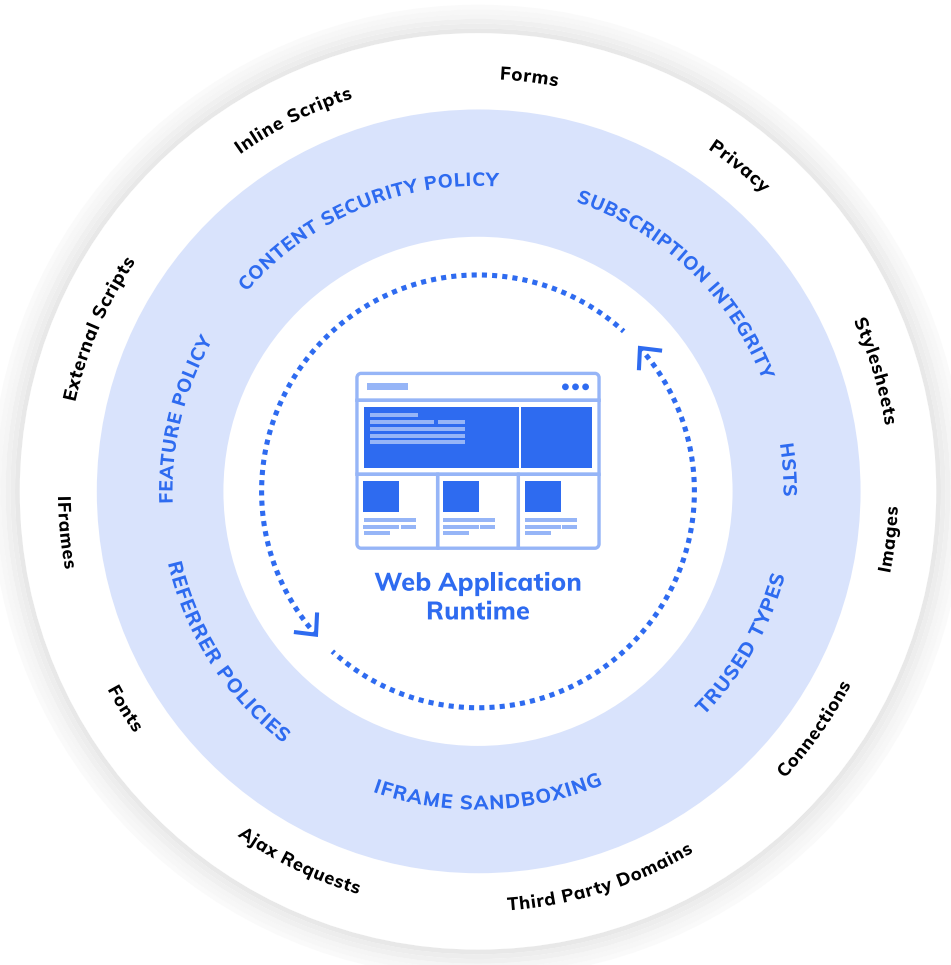 Forms
Privacy
Stylesheets
Images
Connections
Third Party Domains
Ajax Requests
Fonts
IFrames
External Scripts
Inline Scripts
CONTENT SECURITY POLICY
SUBSCRIPTION INTEGRITY
HSTS
TRUSED TYPES
IFRAME SANDBOXING
REFERRER POLICIES
FEATURE POLICY
Web Application
Runtime